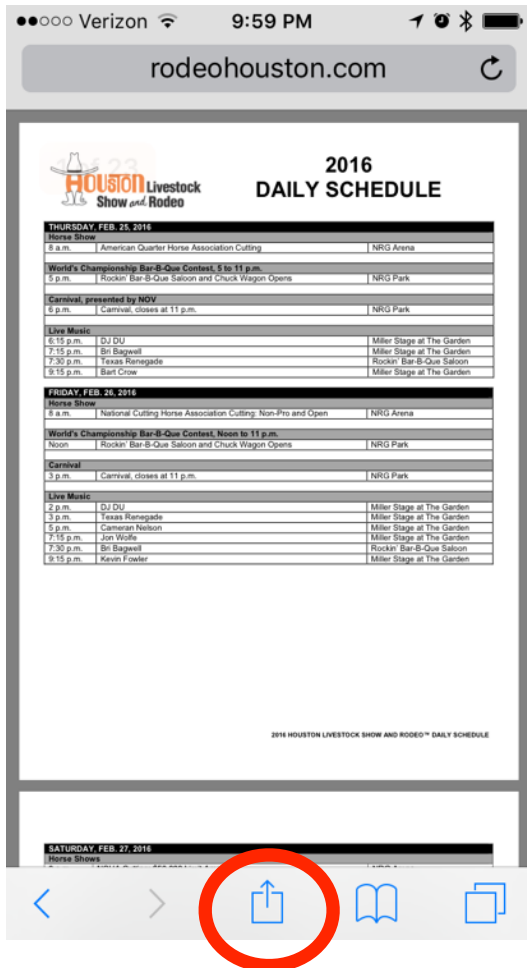 Verizon 9:59 PM
rodeohouston.com
1 of 23
HOUSTON Livestock
Show and Rodeo
2016
DAILY SCHEDULE
THURSDAY, FEB. 25, 2016
Horse Show
8 a.m. American Quarter Horse Association Cutting NRG Arena
World's Championship Bar-B-Que Contest, 5 to 11 p.m.
5 p.m. Rockin' Bar-B-Que Saloon and Chuck Wagon Opens NRG Park
Carnival, presented by NOV
6 p.m. Carnival, closes at 11 p.m. NRG Park
Live Music
6:15 p.m. DJ DU Miller Stage at The Garden
7:15 p.m. Bri Bagwell Miller Stage at The Garden
7:30 p.m. Texas Renegade Rockin' Bar-B-Que Saloon
9:15 p.m. Bart Crow Miller Stage at The Garden
FRIDAY, FEB. 26, 2016
Horse Show
8 a.m. National Cutting Horse Association Cutting: Non-Pro and Open NRG Arena
World's Championship Bar-B-Que Contest, Noon to 11 p.m.
Noon Rockin' Bar-B-Que Saloon and Chuck Wagon Opens NRG Park
Carnival
3 p.m. Carnival, closes at 11 p.m. NRG Park
Live Music
2 p.m. DJ DU Miller Stage at The Garden
3 p.m. Texas Renegade Miller Stage at The Garden
5 p.m. Cameran Nelson Miller Stage at The Garden
7:15 p.m. Jon Wolfe Miller Stage at The Garden
7:30 p.m. Bri Bagwell Rockin' Bar-B-Que Saloon
9:15 p.m. Kevin Fowler Miller Stage at The Garden
2016 HOUSTON LIVESTOCK SHOW AND RODEO™ DAILY SCHEDULE
SATURDAY, FEB. 27, 2016
Horse Shows